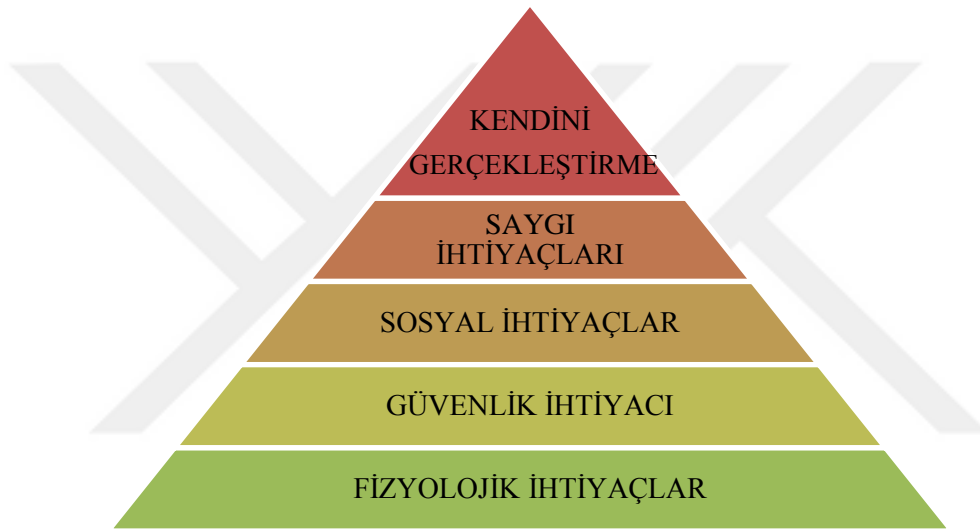 KENDİNİ
GERÇEKLEŞTİRME
SAYGI
İHTİYAÇLARI
SOSYAL İHTİYAÇLAR
GÜVENLİK İHTİYACI
FİZYOLOJİK İHTİYAÇLAR